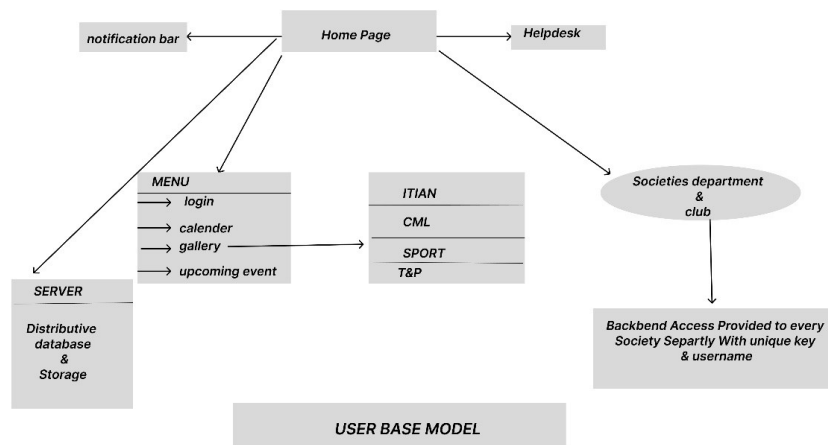 notification bar
Home Page
Helpdesk
MENU
login
calender
gallery
upcoming event
ITIAN
CML
SPORT
T&P
Societies department
&
club
SERVER
Distributive
database
&
Storage
Backbend Access Provided to every
Society Separtly With unique key
& username
USER BASE MODEL